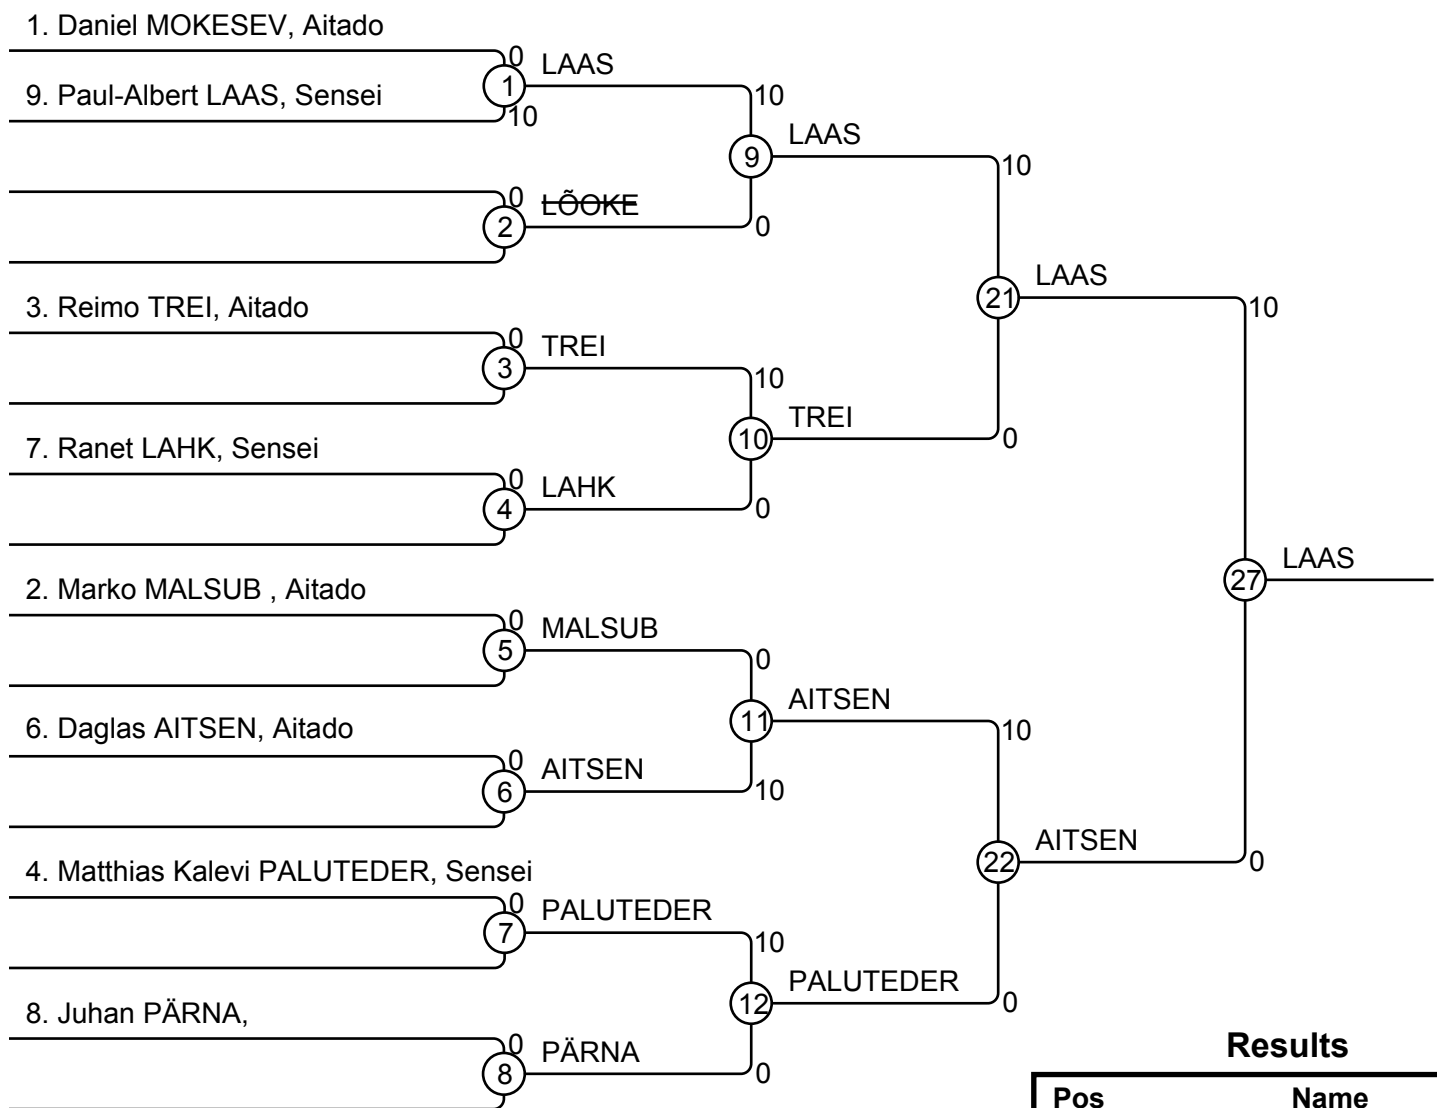 1. Daniel MOKESEV, Aitado
0
LAAS
1
9. Paul-Albert LAAS, Sensei
10
10
LAAS
9
10
0
LÕOKE
2
0
LAAS
21
3. Reimo TREI, Aitado
10
0
TREI
3
10
TREI
10
0
7. Ranet LAHK, Sensei
0
LAHK
4
0
LAAS
27
2. Marko MALSUB , Aitado
0
MALSUB
5
0
AITSEN
11
10
6. Daglas AITSEN, Aitado
0
AITSEN
6
10
AITSEN
22
0
4. Matthias Kalevi PALUTEDER, Sensei
0
PALUTEDER
7
10
PALUTEDER
12
0
8. Juhan PÄRNA,
0
PÄRNA
8
0
Results
Pos Name